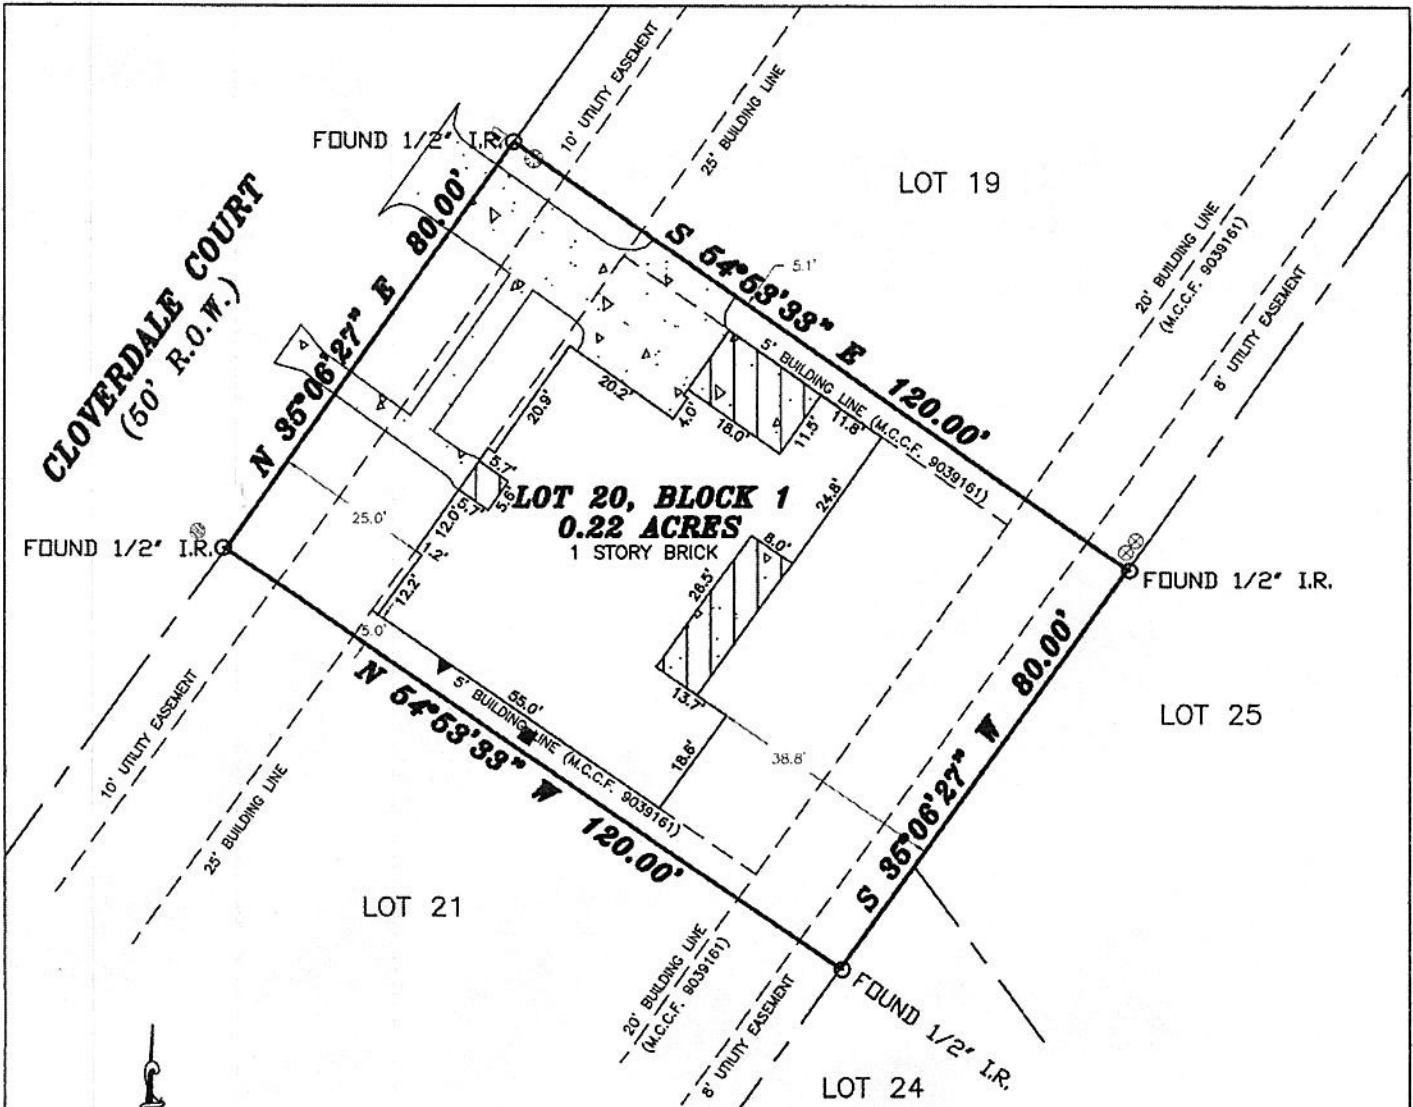 10' UTILITY EASEMENT
25' BUILDING LINE
FOUND 1/2" I.R.
LOT 19
CLOVERDALE COURT
(50' R.O.W.)
N 35°06'27" E 80.00'
S 54°53'33" E 120.00'
20' BUILDING LINE
(M.C.C.F. 9039161)
8' UTILITY EASEMENT
5.1'
5' BUILDING LINE (M.C.C.F. 9039161)
20.9'
20.2'
4.0'
18.0'
11.5'
11.8'
24.8'
5.7'
5.6'
5.7'
LOT 20, BLOCK 1
0.22 ACRES
1 STORY BRICK
25.0'
12.0'
1.2'
12.2'
8.0'
26.5'
FOUND 1/2" I.R.
FOUND 1/2" I.R.
5.0'
55.0'
5' BUILDING LINE (M.C.C.F. 9039161)
13.7'
18.6'
38.8'
N 54°53'33" W 120.00'
S 35°06'27" W 80.00'
LOT 25
10' UTILITY EASEMENT
25' BUILDING LINE
LOT 21
20' BUILDING LINE
(M.C.C.F. 9039161)
8' UTILITY EASEMENT
FOUND 1/2" I.R.
LOT 24